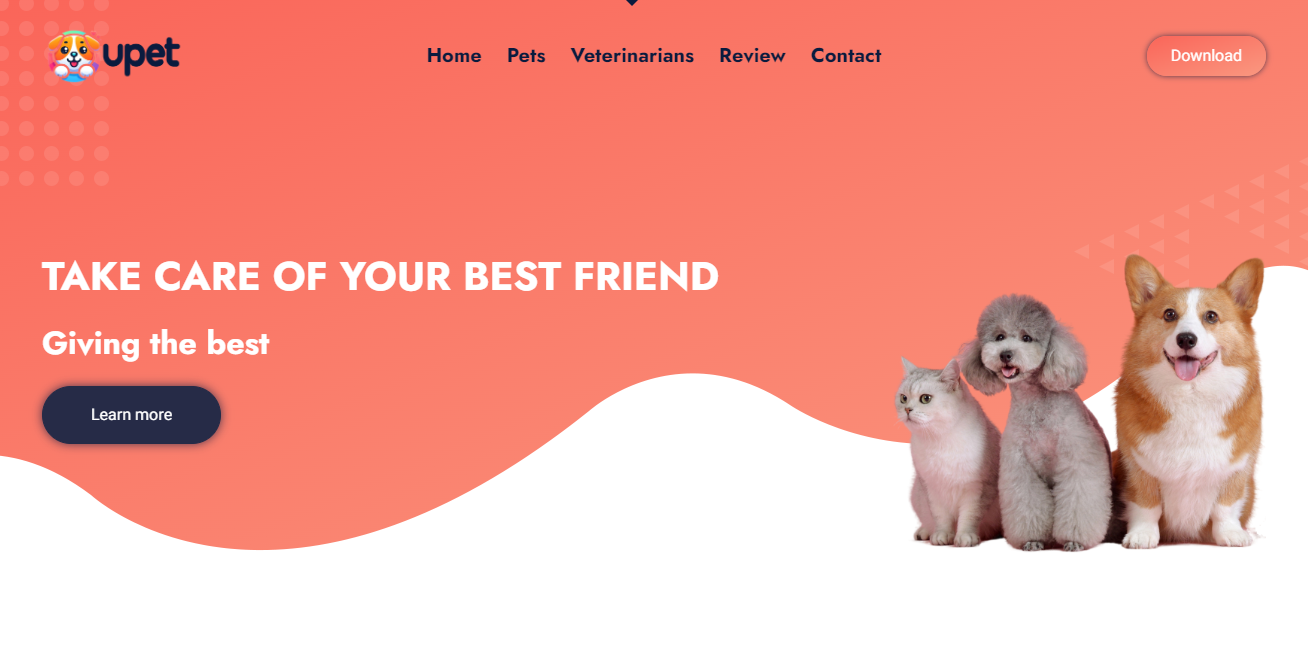 upet
Home Pets Veterinarians Review Contact
Download
TAKE CARE OF YOUR BEST FRIEND
Giving the best
Learn more